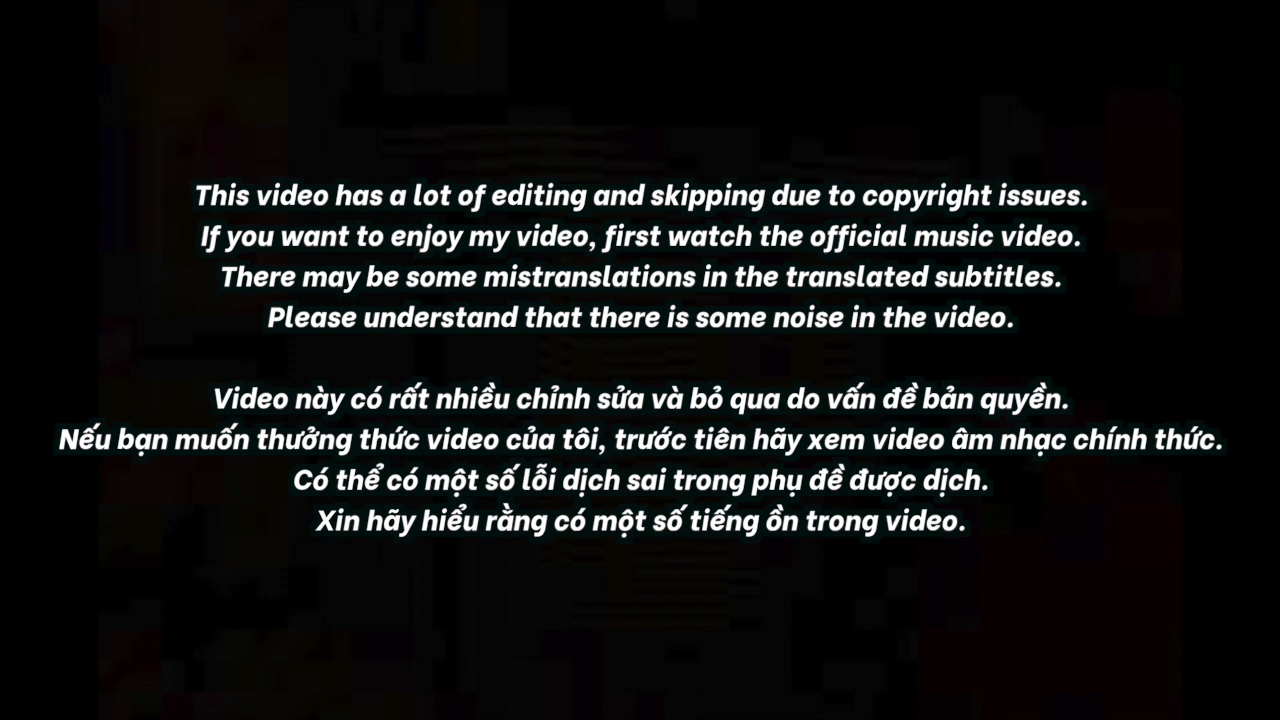 This video has a lot of editing and skipping due to copyright issues.
If you want to enjoy my video, first watch the official music video.
There may be some mistranslations in the translated subtitles.
Please understand that there is some noise in the video.
Video này có rất nhiều chỉnh sửa và bỏ qua do vấn đề bản quyền.
Nếu bạn muốn thưởng thức video của tôi, trước tiên hãy xem video âm nhạc chính thức.
Có thể có một số lỗi dịch sai trong phụ đề được dịch.
Xin hãy hiểu rằng có một số tiếng ồn trong video.